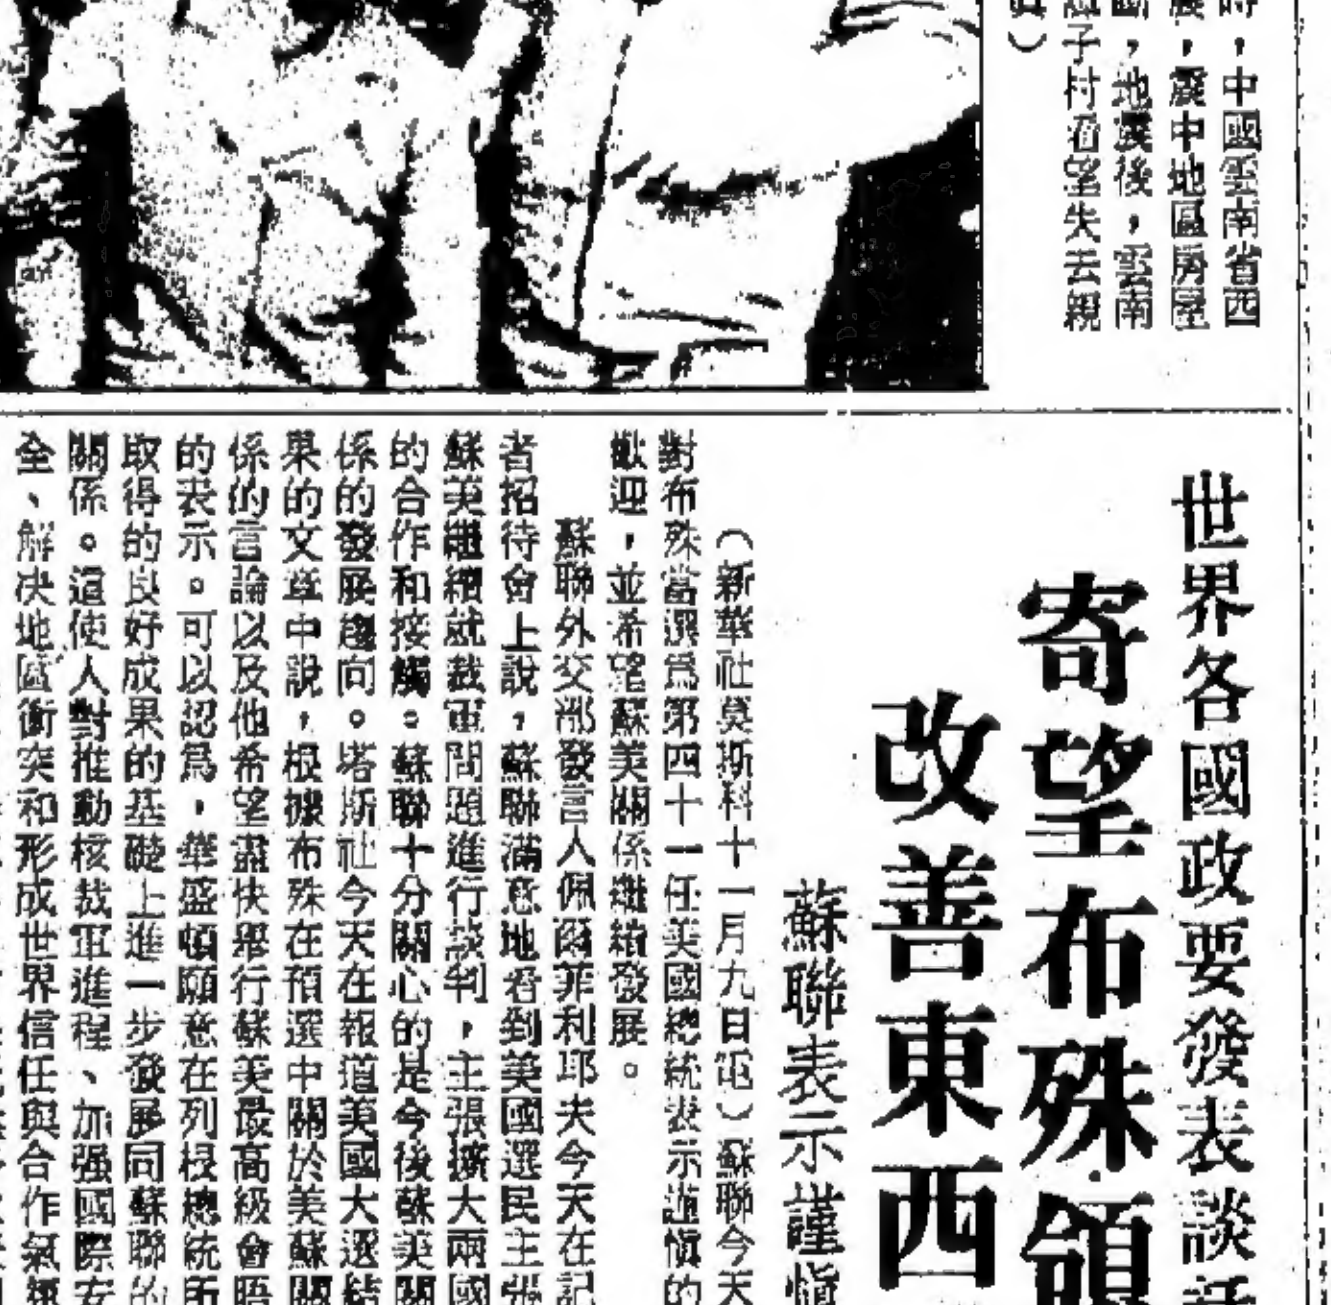 時，中國雲南省西
震，震中地區房屋
斷，地震後，雲南
子村看望失去親
）
世界各國政要發表談話
寄望布殊領
改善東西
蘇聯表示謹慎
（新華社莫斯科十一月九日電）蘇聯今天
對布殊當選爲第四十一任美國總統表示謹慎的
歡迎，並希望蘇美關係繼續發展。
蘇聯外交部發言人佩爾菲利耶夫今天在記
者招待會上說，蘇聯滿意地看到美國選民主張
蘇美繼續就裁軍問題進行談判，主張擴大兩國
的合作和接觸。蘇聯十分關心的是今後蘇美關
係的發展趨向。塔斯社今天在報道美國大選結
果的文章中說，根據布殊在預選中關於美蘇關
係的言論以及他希望盡快舉行蘇美最高級會晤
的表示。可以認爲，華盛頓願意在列根總統所
取得的良好成果的基礎上進一步發展同蘇聯的
關係。這使人對推動核裁軍進程、加强國際安
全、解决地區衝突和形成世界信任與合作氣氛